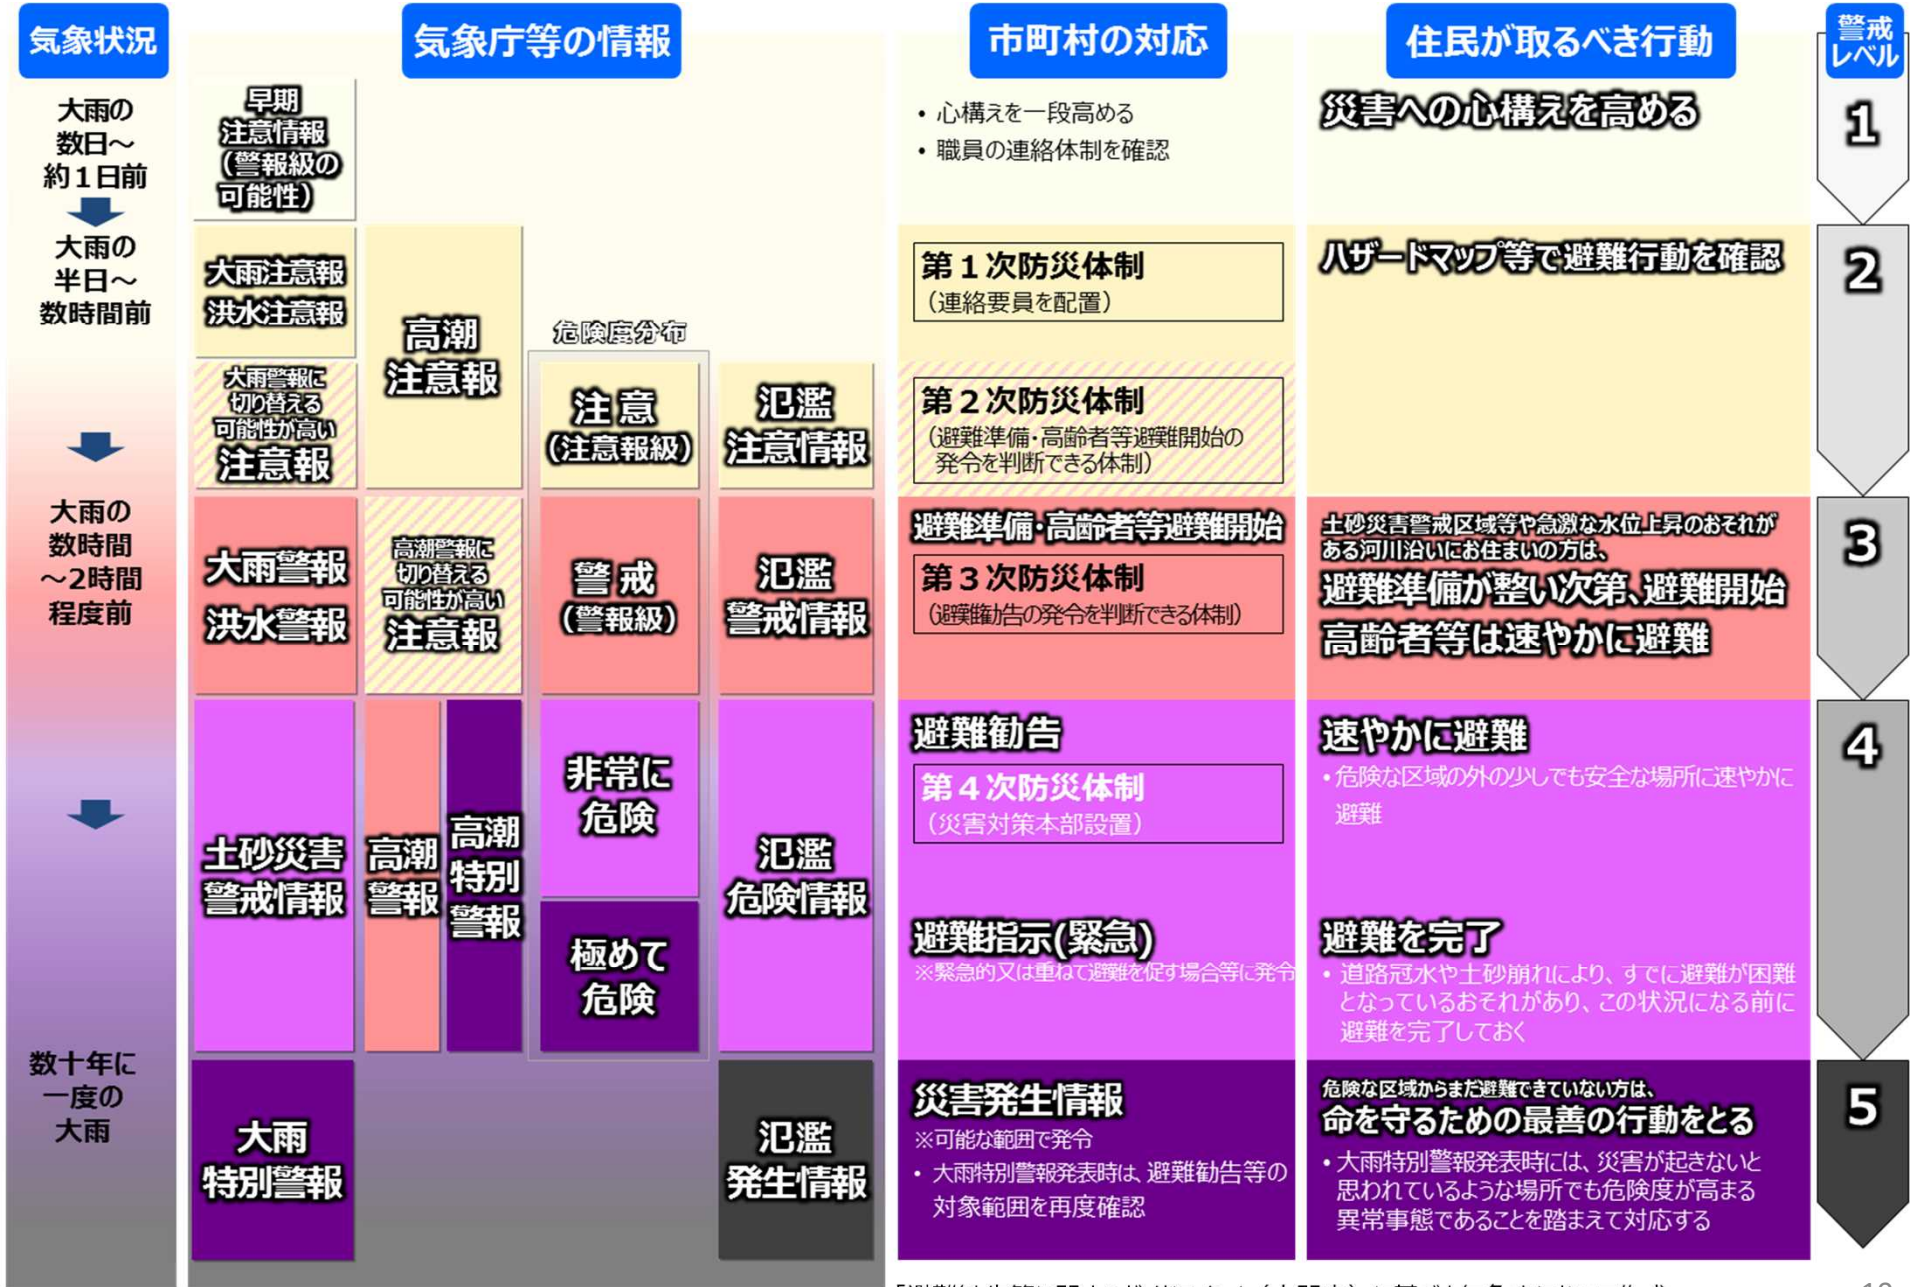 気象状況
気象庁等の情報
市町村の対応
住民が取るべき行動
警戒
レベル
大雨の
数日～
約１日前
早期
注意情報
（警報級の
可能性）
• 心構えを一段高める
• 職員の連絡体制を確認
災害への心構えを高める
1
大雨の
半日～
数時間前
大雨注意報
洪水注意報
大雨警報に
切り替える
可能性が高い
注意報
高潮
注意報
危険度分布
注意
（注意報級）
氾濫
注意情報
第１次防災体制
（連絡要員を配置）
第２次防災体制
（避難準備・高齢者等避難開始の
発令を判断できる体制）
ハザードマップ等で避難行動を確認
2
大雨の
数時間
～2時間
程度前
大雨警報
洪水警報
高潮警報に
切り替える
可能性が高い
注意報
警戒
（警報級）
氾濫
警戒情報
避難準備・高齢者等避難開始
第３次防災体制
（避難勧告の発令を判断できる体制）
土砂災害警戒区域等や急激な水位上昇のおそれが
ある河川沿いにお住まいの方は、
避難準備が整い次第、避難開始
高齢者等は速やかに避難
3
土砂災害
警戒情報
高潮
警報
高潮
特別
警報
非常に
危険
極めて
危険
氾濫
危険情報
避難勧告
第４次防災体制
（災害対策本部設置）
避難指示(緊急)
※緊急的又は重ねて避難を促す場合等に発令
速やかに避難
• 危険な区域の外の少しでも安全な場所に速やかに
避難
避難を完了
• 道路冠水や土砂崩れにより、すでに避難が困難
となっているおそれがあり、この状況になる前に
避難を完了しておく
4
数十年に
一度の
大雨
大雨
特別警報
氾濫
発生情報
災害発生情報
※可能な範囲で発令
• 大雨特別警報発表時は、避難勧告等の
対象範囲を再度確認
危険な区域からまだ避難できていない方は、
命を守るための最善の行動をとる
• 大雨特別警報発表時には、災害が起きないと
思われているような場所でも危険度が高まる
異常事態であることを踏まえて対応する
5